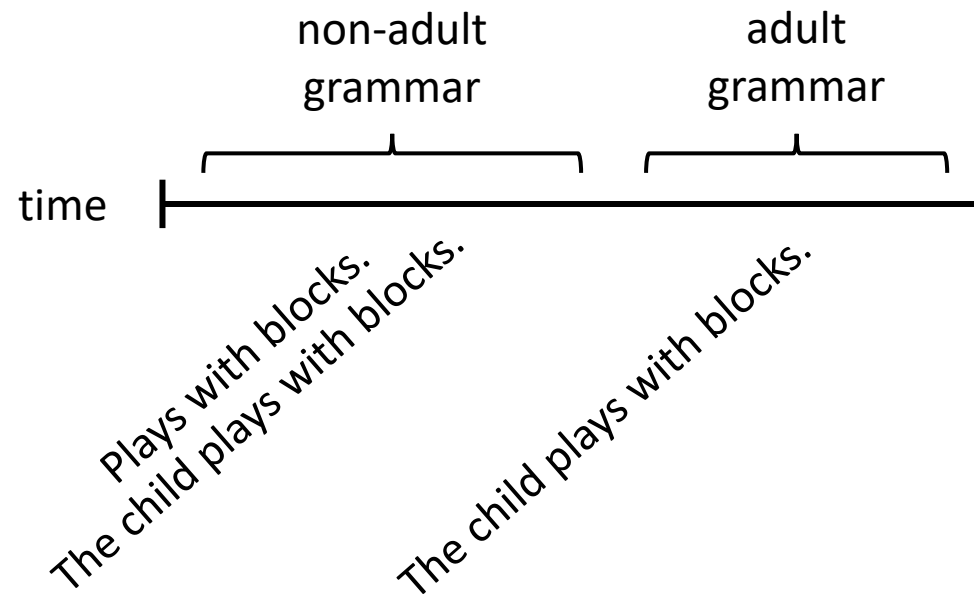 non-adult
grammar
adult
grammar
time
Plays with blocks.
The child plays with blocks.
The child plays with blocks.